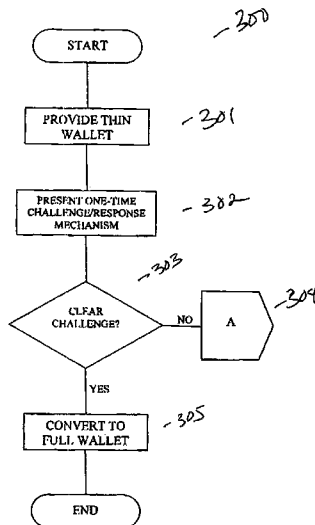 START
-300
PROVIDE THIN
WALLET
-301
PRESENT ONE-TIME
CHALLENGE/RESPONSE
MECHANISM
-302
-303
CLEAR
CHALLENGE?
NO
A
-304
YES
CONVERT TO
FULL WALLET
-305
END